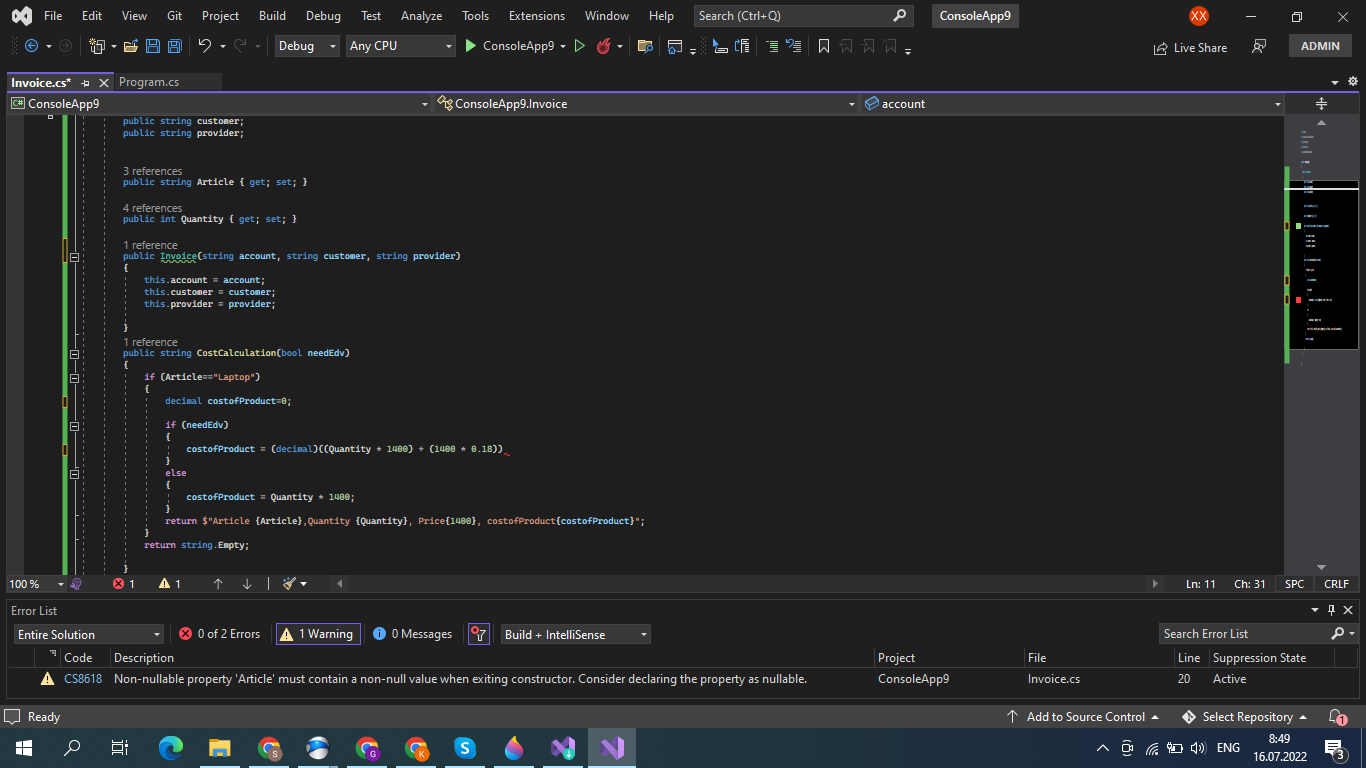 File Edit View Git Project Build Debug Test Analyze Tools Extensions Window Help Search (Ctrl+Q) ConsoleApp9 XX
Debug Any CPU ConsoleApp9 Live Share ADMIN
Invoice.cs* Program.cs
C# ConsoleApp9 ConsoleApp9.Invoice account
public string customer;
public string provider;
3 references
public string Article { get; set; }
4 references
public int Quantity { get; set; }
1 reference
public Invoice(string account, string customer, string provider)
{
this.account = account;
this.customer = customer;
this.provider = provider;
}
1 reference
public string CostCalculation(bool needEdv)
{
if (Article=="Laptop")
{
decimal costofProduct=0;
if (needEdv)
{
costofProduct = (decimal)((Quantity * 1400) + (1400 * 0.18))
}
else
{
costofProduct = Quantity * 1400;
}
return $"Article {Article},Quantity {Quantity}, Price{1400}, costofProduct{costofProduct}";
}
return string.Empty;
}
100 % 1 1 Ln: 11 Ch: 31 SPC CRLF
Error List
Entire Solution 0 of 2 Errors 1 Warning 0 Messages Build + IntelliSense Search Error List
Code Description Project File Line Suppression State
CS8618 Non-nullable property 'Article' must contain a non-null value when exiting constructor. Consider declaring the property as nullable. ConsoleApp9 Invoice.cs 20 Active
Ready Add to Source Control Select Repository 1
S G K S ENG 8:49 3
16.07.2022